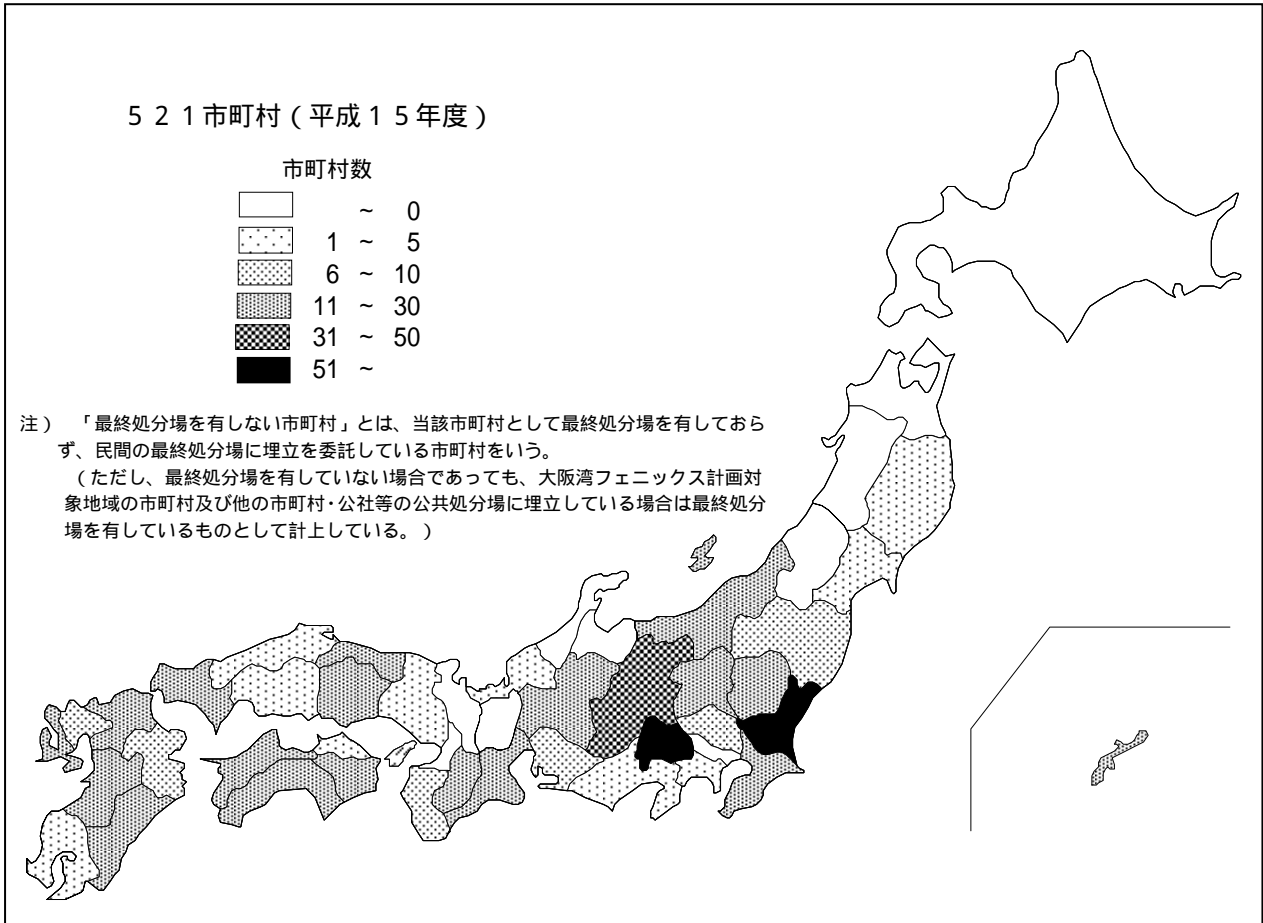 ５２１市町村（平成１５年度）
市町村数
～ 0
1 ～ 5
6 ～ 10
11 ～ 30
31 ～ 50
51 ～
注） 「最終処分場を有しない市町村」とは、当該市町村として最終処分場を有しておら
ず、民間の最終処分場に埋立を委託している市町村をいう。
（ただし、最終処分場を有していない場合であっても、大阪湾フェニックス計画対
象地域の市町村及び他の市町村・公社等の公共処分場に埋立している場合は最終処分
場を有しているものとして計上している。）